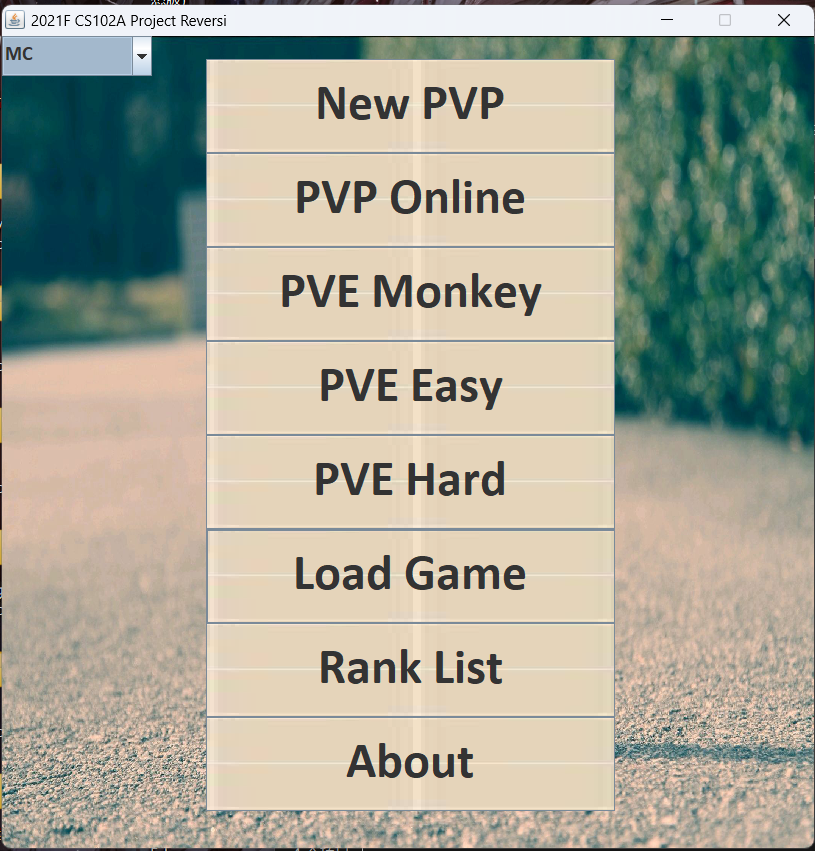 2021F CS102A Project Reversi
MC
New PVP
PVP Online
PVE Monkey
PVE Easy
PVE Hard
Load Game
Rank List
About